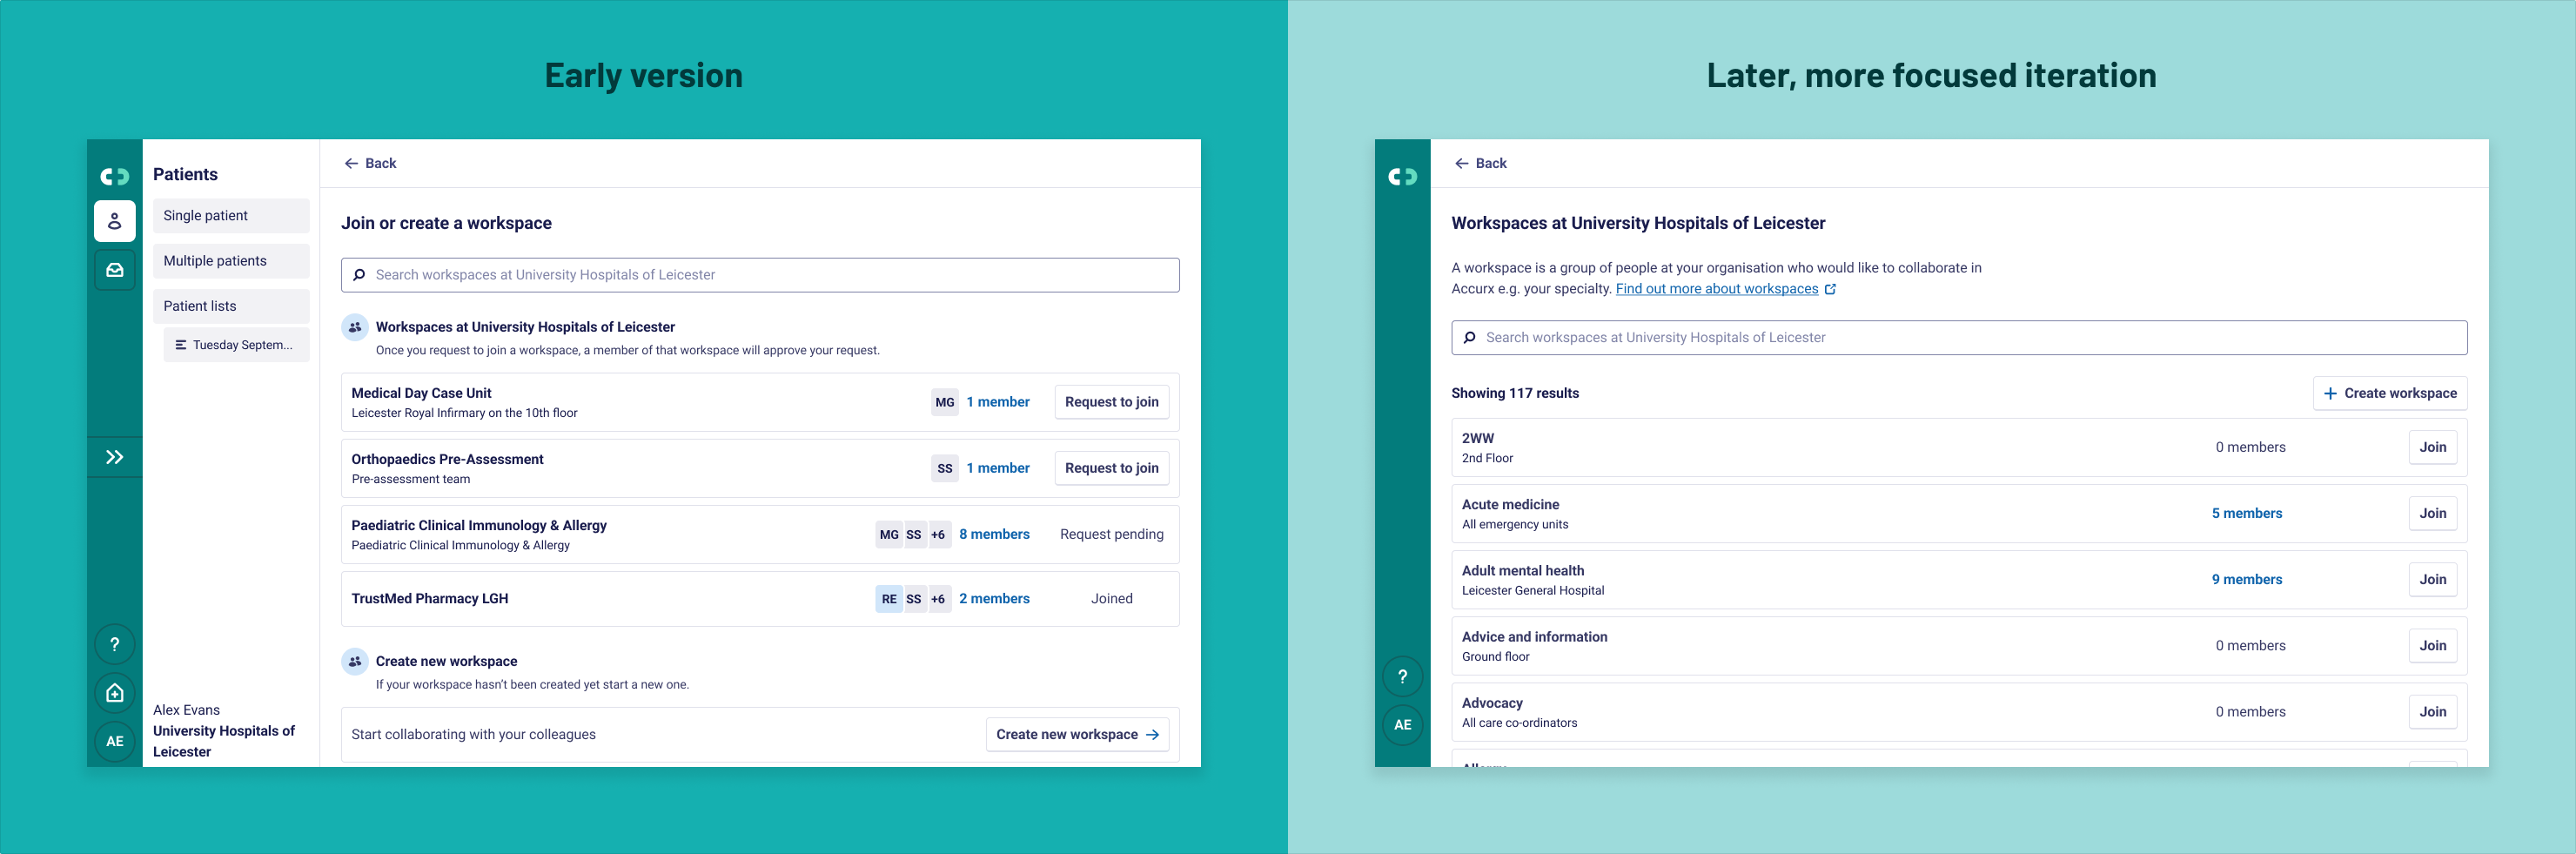 Early version
Patients
Single patient
Multiple patients
Patient lists
Tuesday Septem...
?
AE
Alex Evans
University Hospitals of
Leicester
Back
Join or create a workspace
Search workspaces at University Hospitals of Leicester
Workspaces at University Hospitals of Leicester
Once you request to join a workspace, a member of that workspace will approve your request.
Medical Day Case Unit
Leicester Royal Infirmary on the 10th floor
MG 1 member Request to join
Orthopaedics Pre-Assessment
Pre-assessment team
SS 1 member Request to join
Paediatric Clinical Immunology & Allergy
Paediatric Clinical Immunology & Allergy
MG SS +6 8 members Request pending
TrustMed Pharmacy LGH
RE SS +6 2 members Joined
Create new workspace
If your workspace hasn’t been created yet start a new one.
Start collaborating with your colleagues
Create new workspace
Later, more focused iteration
?
AE
Back
Workspaces at University Hospitals of Leicester
A workspace is a group of people at your organisation who would like to collaborate in
Accurx e.g. your specialty. Find out more about workspaces
Search workspaces at University Hospitals of Leicester
Showing 117 results
Create workspace
2WW
2nd Floor
0 members Join
Acute medicine
All emergency units
5 members Join
Adult mental health
Leicester General Hospital
9 members Join
Advice and information
Ground floor
0 members Join
Advocacy
All care co-ordinators
0 members Join